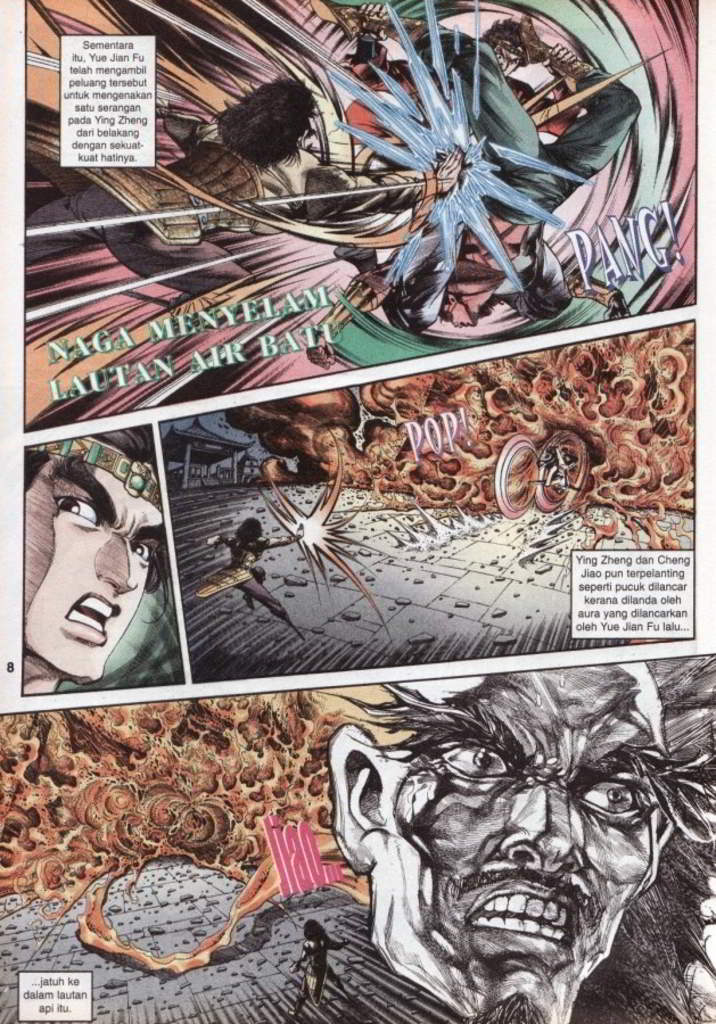 Sementara
itu, Yue Jian Fu
telah mengambil
peluang tersebut
untuk mengenakan
satu serangan
pada Ying Zheng
dari belakang
dengan sekuat-
kuat hatinya.
PANG!
NAGA MENYELAM
LAUTAN AIR BATU
POP!
Ying Zheng dan Cheng
Jiao pun terpelanting
seperti pucuk dilancar
kerana dilanda oleh
aura yang dilancarkan
oleh Yue Jian Fu lalu...
8
Jiao...
...jatuh ke
dalam lautan
api itu.